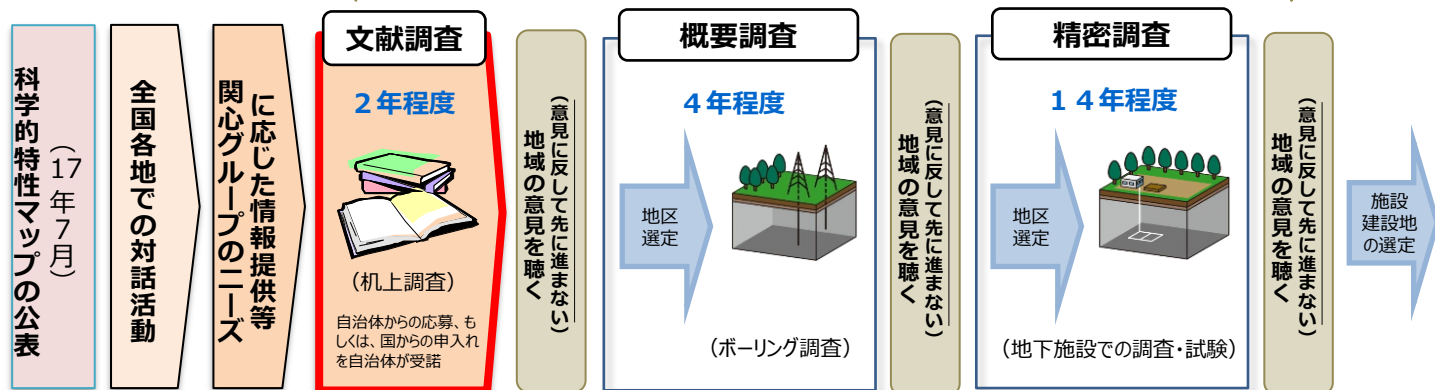 科学的特性マップの公表
（17年7月）
全国各地での対話活動
関心グループのニーズ
に応じた情報提供等
文献調査
２年程度
（机上調査）
自治体からの応募、も
しくは、国からの申入れ
を自治体が受諾
地域の意見を聴く
（意見に反して先に進まない）
概要調査
４年程度
地区
選定
（ボーリング調査）
地域の意見を聴く
（意見に反して先に進まない）
精密調査
１４年程度
地区
選定
（地下施設での調査・試験）
地域の意見を聴く
（意見に反して先に進まない）
施設
建設地
の選定